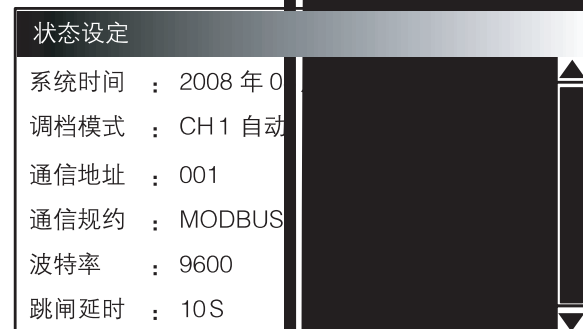 状态设定
系统时间 : 2008 年 0
调档模式 : CH1 自动
通信地址 : 001
通信规约 : MODBUS
波特率 : 9600
跳闸延时 : 10S